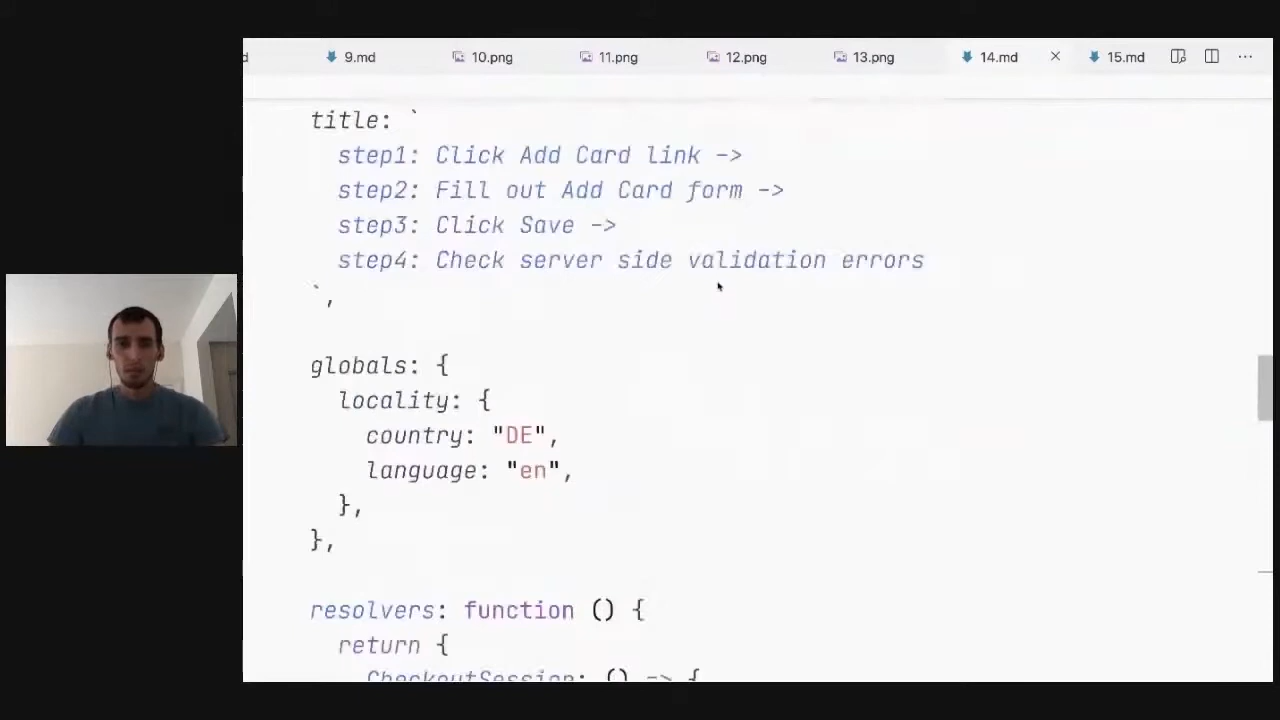 d 9.md 10.png 11.png 12.png 13.png 14.md 15.md
title: `
step1: Click Add Card link ->
step2: Fill out Add Card form ->
step3: Click Save ->
step4: Check server side validation errors
`,
globals: {
locality: {
country: "DE",
language: "en",
},
},
resolvers: function () {
return {
CheckoutSession: () => {